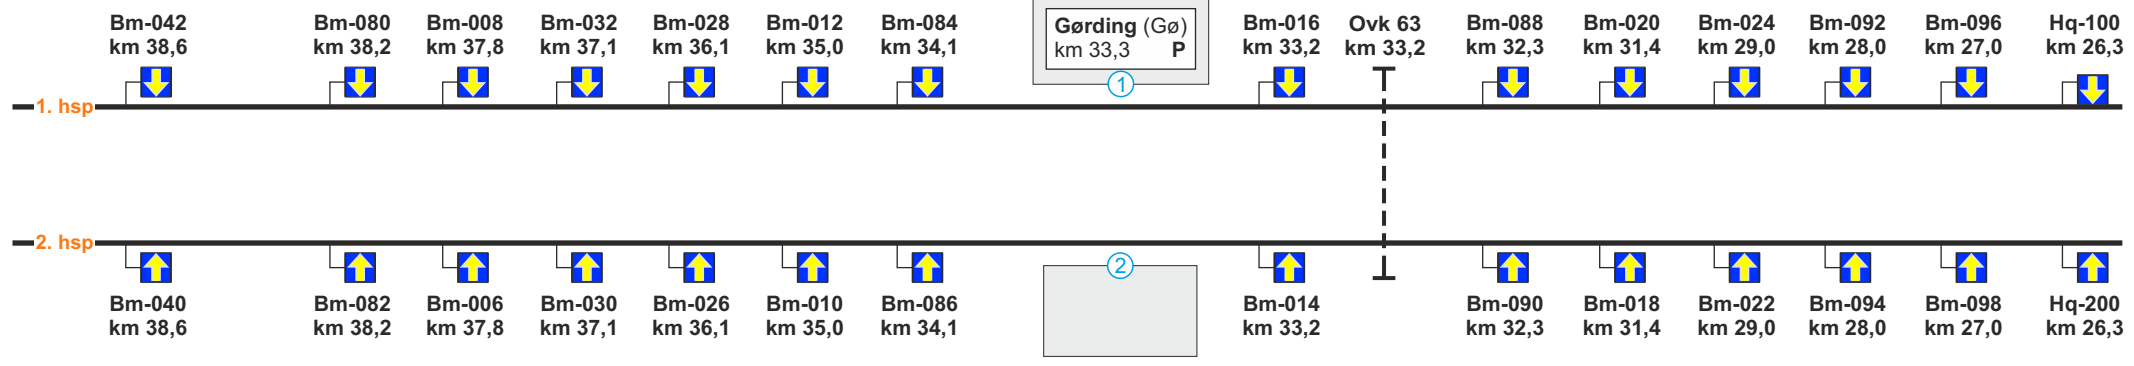 Bm-042
km 38,6
Bm-080
km 38,2
Bm-008
km 37,8
Bm-032
km 37,1
Bm-028
km 36,1
Bm-012
km 35,0
Bm-084
km 34,1
Gørding (Gø)
km 33,3 P
1
Bm-016
km 33,2
Ovk 63
km 33,2
Bm-088
km 32,3
Bm-020
km 31,4
Bm-024
km 29,0
Bm-092
km 28,0
Bm-096
km 27,0
Hq-100
km 26,3
1. hsp
2. hsp
2
Bm-040
km 38,6
Bm-082
km 38,2
Bm-006
km 37,8
Bm-030
km 37,1
Bm-026
km 36,1
Bm-010
km 35,0
Bm-086
km 34,1
Bm-014
km 33,2
Bm-090
km 32,3
Bm-018
km 31,4
Bm-022
km 29,0
Bm-094
km 28,0
Bm-098
km 27,0
Hq-200
km 26,3